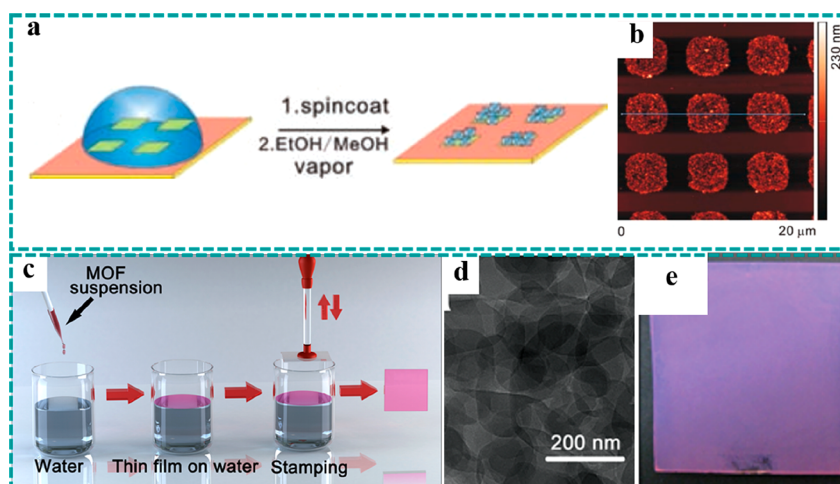 a
1.spincoat
2.EtOH/MeOH
vapor
b
230 nm
0
20 μm
c
MOF
suspension
Water
Thin film on water
Stamping
d
200 nm
e